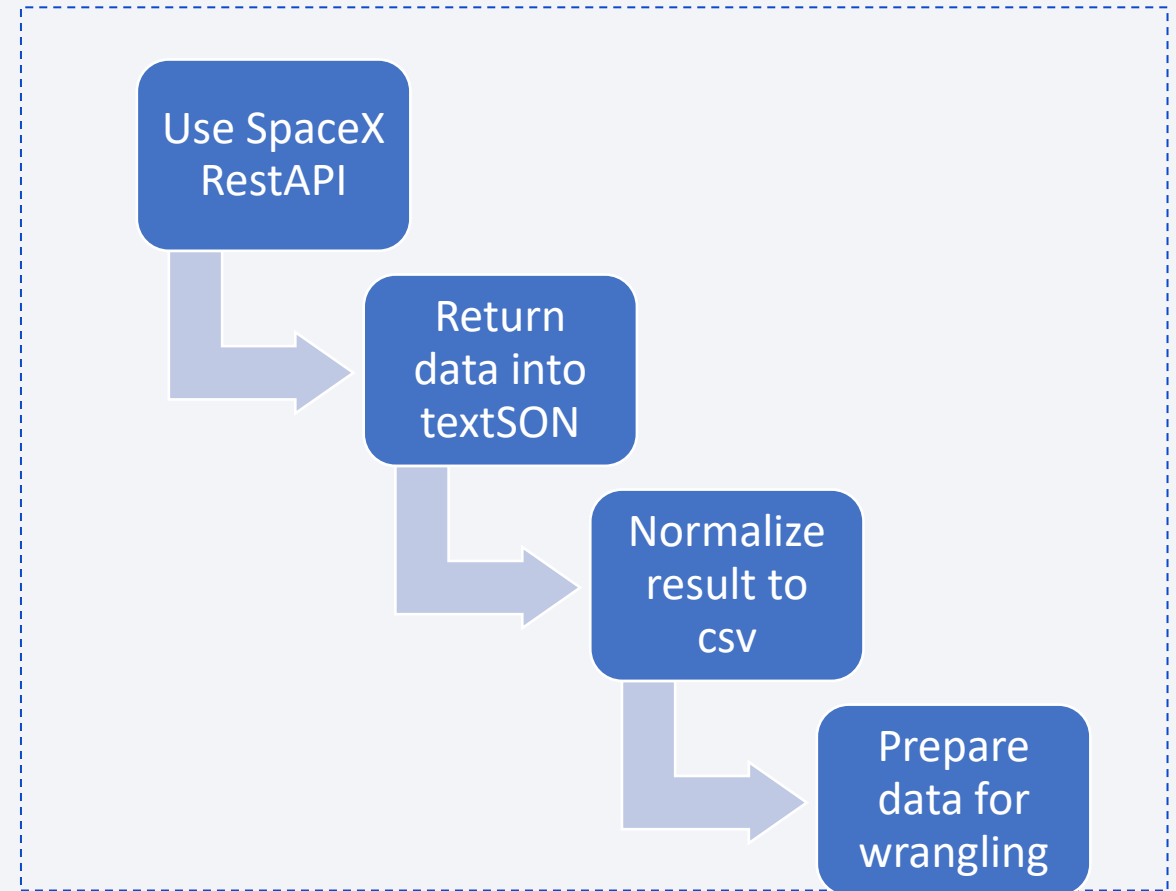 Use SpaceX
RestAPI
Return
data into
textSON
Normalize
result to
csv
Prepare
data for
wrangling